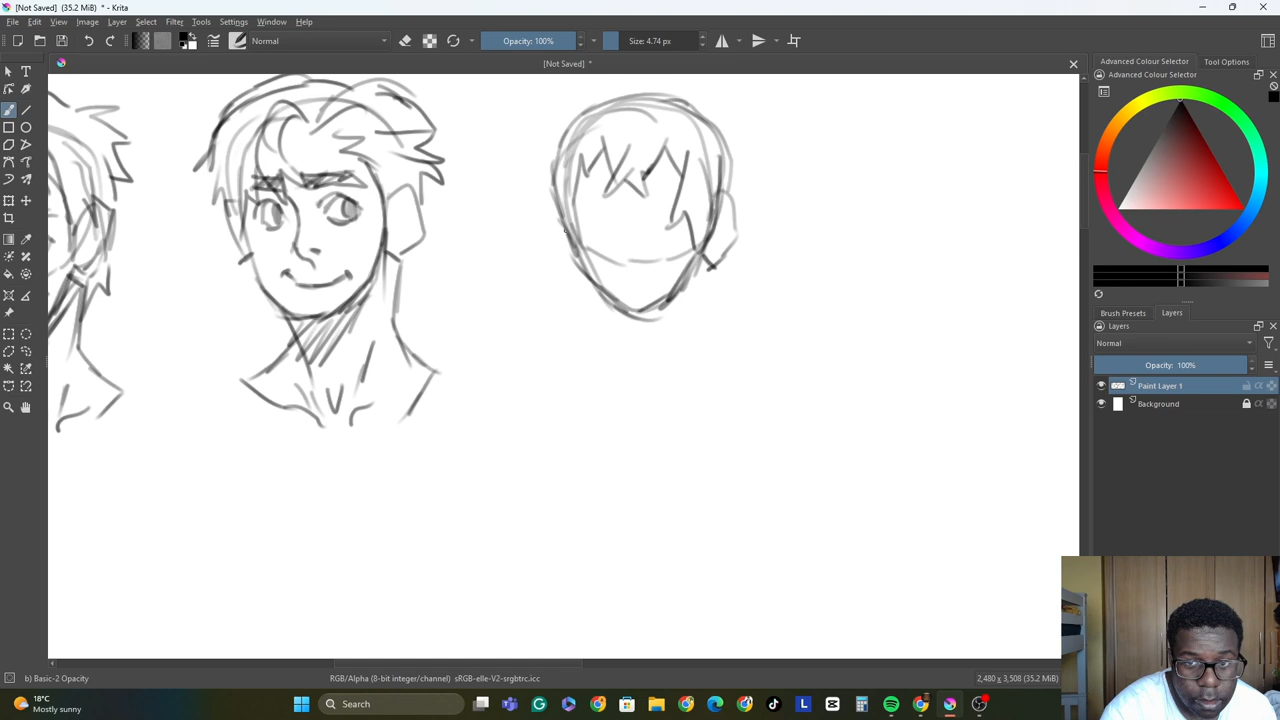 [Not Saved] (35.2 MiB) * - Krita
File Edit View Image Layer Select Filter Tools Settings Window Help
Normal
Opacity: 100%
Size: 4.74 px
[Not Saved] *
Advanced Colour Selector
Tool Options
Advanced Colour Selector
Brush Presets
Layers
Layers
Normal
Opacity: 100%
Paint Layer 1
Background
b) Basic-2 Opacity
RGB/Alpha (8-bit integer/channel) sRGB-elle-V2-srgbtrc.icc
2,480 x 3,508 (35.2 MiB)
18°C
Mostly sunny
Search